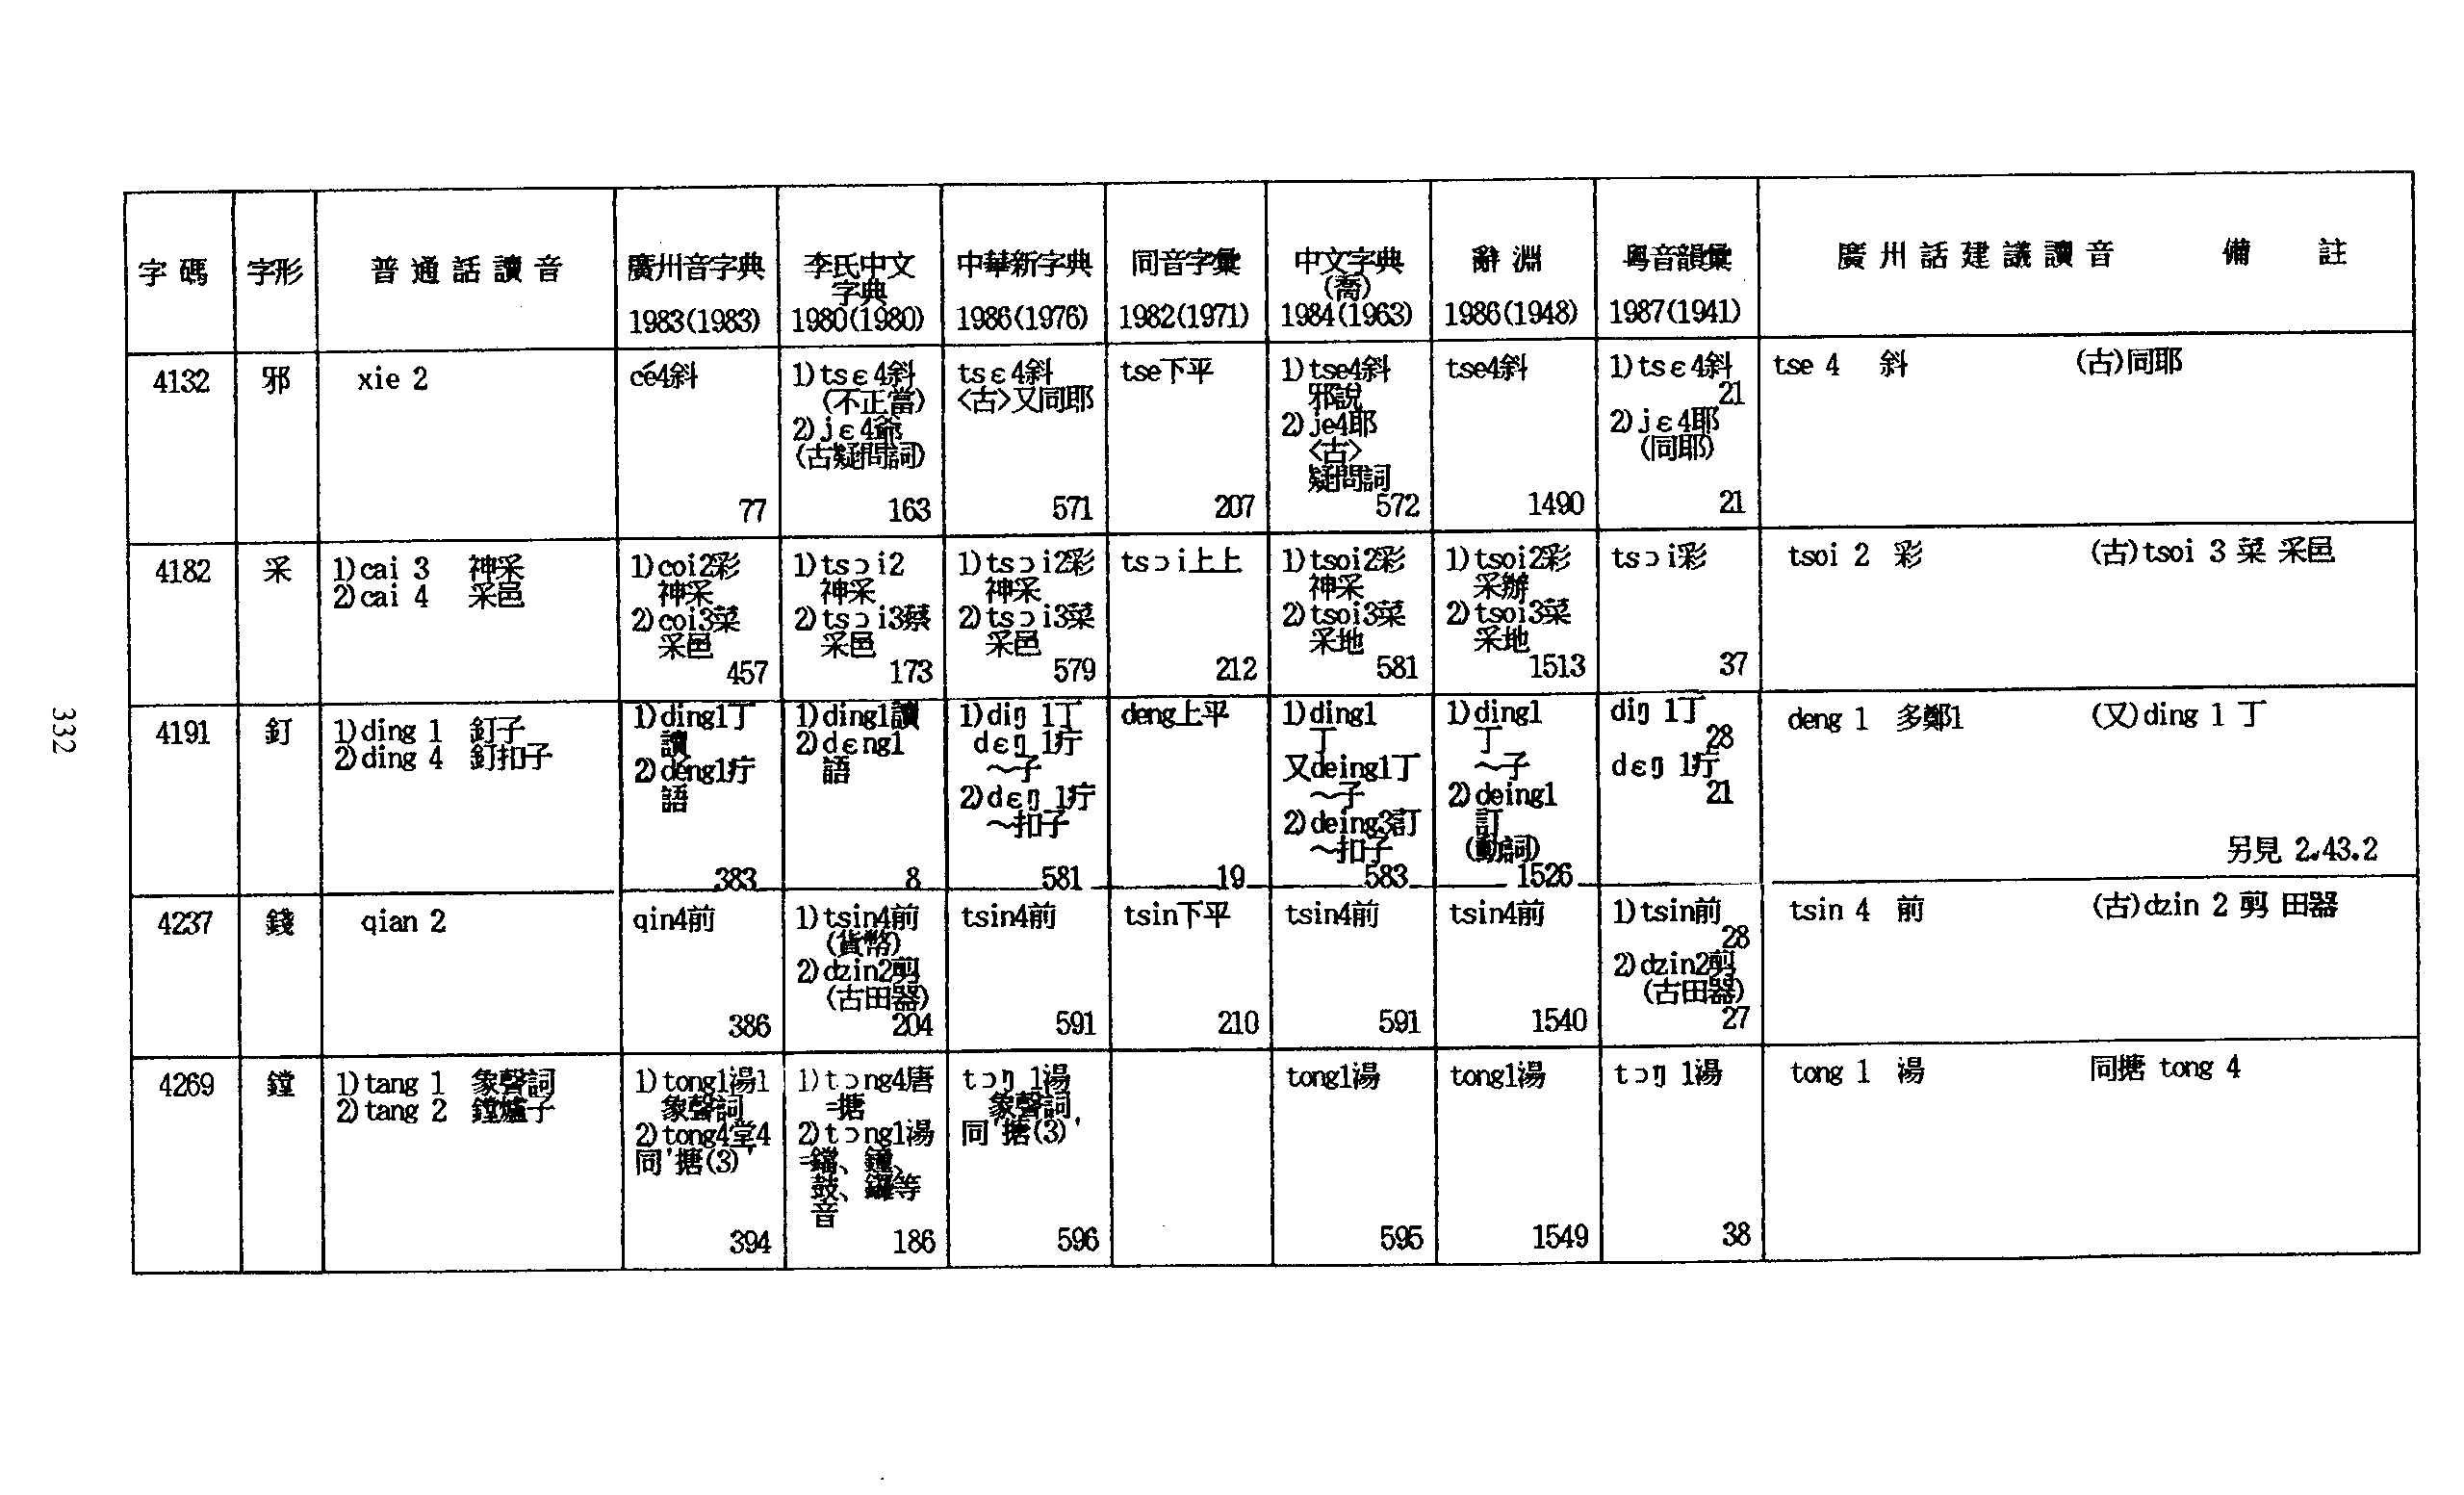 字碼 字形 普通話讀音 廣州音字典 李氏中文 中華新字典 同音字彙 中文字典 辭淵 粵音韻彙 廣州話建議讀音 備註
字典 (喬)
1983(1983) 1980(1980) 1986(1976) 1982(1971) 1984(1963) 1986(1948) 1987(1941)
4132 邪 xie 2
cé4斜
77
1)tsε4斜
(不正當)
2)jε4爺
(古疑問詞)
163
tsε4斜
<古>又同耶
571
tse下平
207
1)tse4斜
邪說
2)je4耶
<古>
疑問詞
572
tse4斜
1490
1)tsε4斜
21
2)jε4耶
(同耶)
21
tse 4 斜 (古)同耶
4182 采
1)cai 3 神采
2)cai 4 采邑
1)coi2彩
神采
2)coi3菜
采邑
457
1)tsɔi2
神采
2)tsɔi3蔡
采邑
173
1)tsɔi2彩
神采
2)tsɔi3菜
采邑
579
tsɔi上上
212
1)tsoi2彩
神采
2)tsoi3菜
采地
581
1)tsoi2彩
采辦
2)tsoi3菜
采地
1513
tsɔi彩
37
tsoi 2 彩 (古)tsoi 3 菜 采邑
4191 釘
1)ding 1 釘子
2)ding 4 釘扣子
1)ding1丁
讀
2)déng1疔
語
383
1)ding1讀
2)dεng1
語
8
1)diŋ 1丁
dεŋ 1疔
～子
2)dεŋ 1疔
～扣子
581
deng上平
19
1)ding1
丁
又deing1丁
～子
2)deing3訂
～扣子
583
1)ding1
丁
～子
2)deing1
訂
(動詞)
1526
diŋ 1丁
28
dεŋ 1疔
21
deng 1 多鄭1 (又)ding 1 丁
另見 2.43.2
4237 錢 qian 2
qin4前
386
1)tsin4前
(貨幣)
2)dzin2剪
(古田器)
204
tsin4前
591
tsin下平
210
tsin4前
591
tsin4前
1540
1)tsin前
28
2)dzin2剪
(古田器)
27
tsin 4 前 (古)dzin 2 剪 田器
4269 鏜
1)tang 1 象聲詞
2)tang 2 鏜爐子
1)tong1湯1
象聲詞
2)tong4堂4
同'搪(3)'
394
1)tɔng4唐
=搪
2)tɔng1湯
=鐺、鐘、
鼓、鑼等
音
186
tɔŋ 1湯
象聲詞
同'搪(3)'
596
tong1湯
595
tong1湯
1549
tɔŋ 1湯
38
tong 1 湯 同搪 tong 4
332